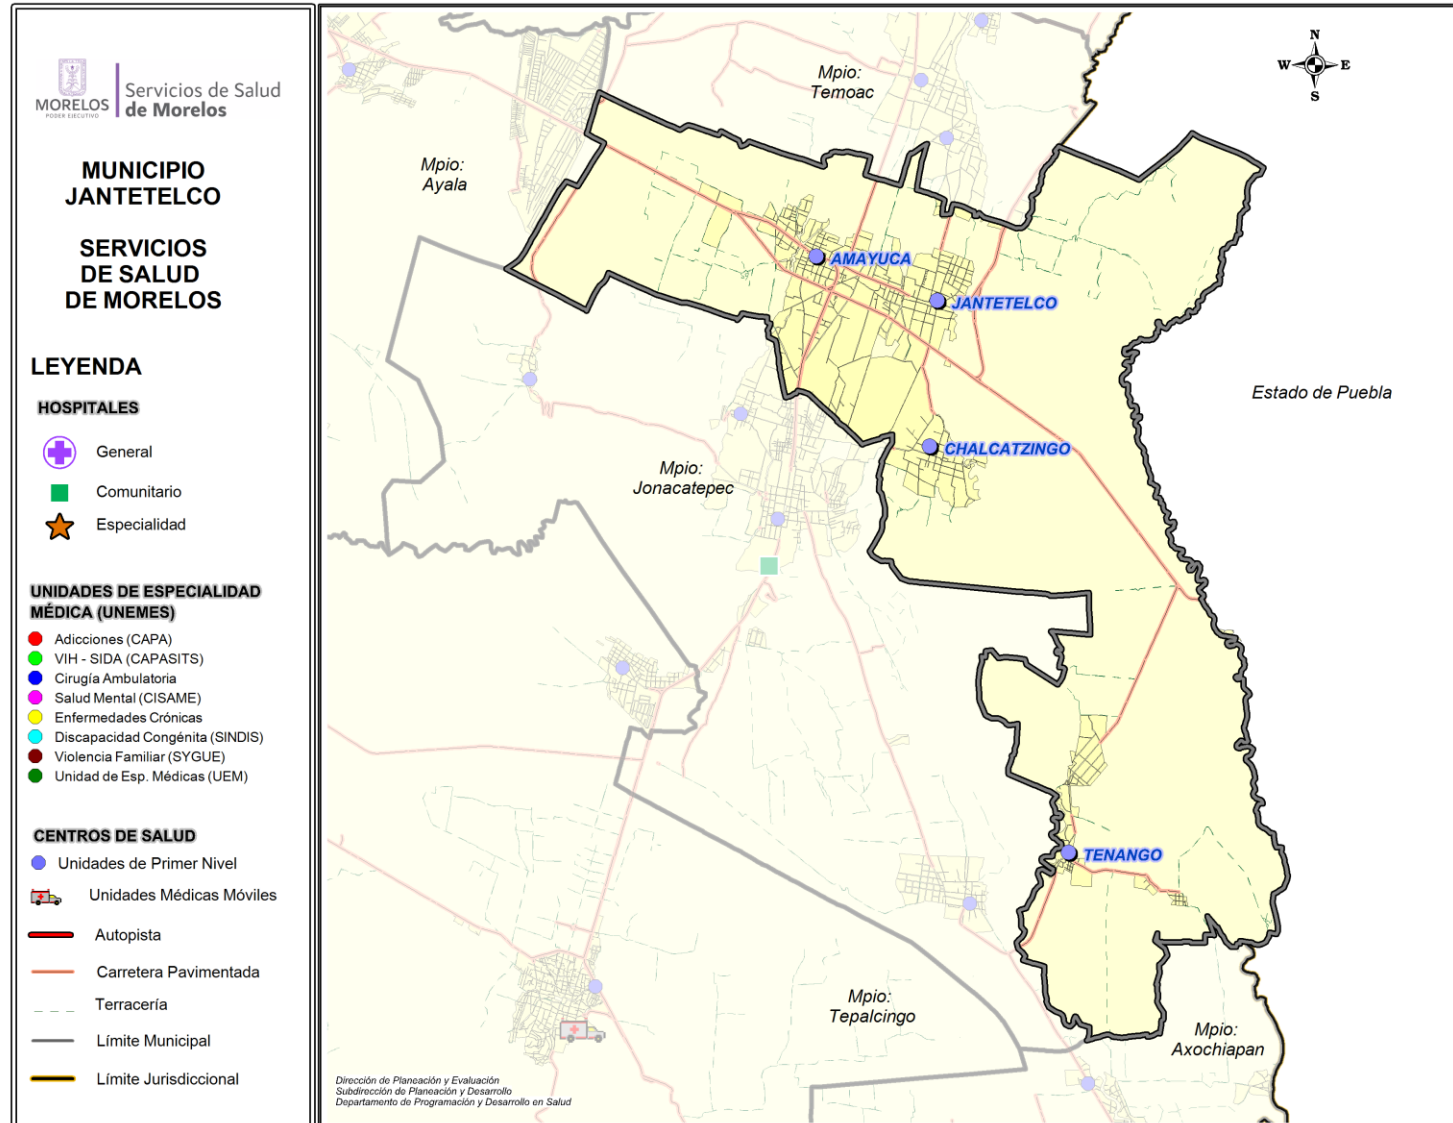 MORELOS
PODER EJECUTIVO
Servicios de Salud
de Morelos
MUNICIPIO
JANTETELCO
SERVICIOS
DE SALUD
DE MORELOS
LEYENDA
HOSPITALES
General
Comunitario
Especialidad
UNIDADES DE ESPECIALIDAD
MÉDICA (UNEMES)
Adicciones (CAPA)
VIH - SIDA (CAPASITS)
Cirugía Ambulatoria
Salud Mental (CISAME)
Enfermedades Crónicas
Discapacidad Congénita (SINDIS)
Violencia Familiar (SYGUE)
Unidad de Esp. Médicas (UEM)
CENTROS DE SALUD
Unidades de Primer Nivel
Unidades Médicas Móviles
Autopista
Carretera Pavimentada
Terracería
Límite Municipal
Límite Jurisdiccional
N
W E
S
Mpio:
Temoac
Mpio:
Ayala
AMAYUCA
JANTETELCO
Estado de Puebla
CHALCATZINGO
Mpio:
Jonacatepec
TENANGO
Mpio:
Tepalcingo
Mpio:
Axochiapan
Dirección de Planeación y Evaluación
Subdirección de Planeación y Desarrollo
Departamento de Programación y Desarrollo en Salud